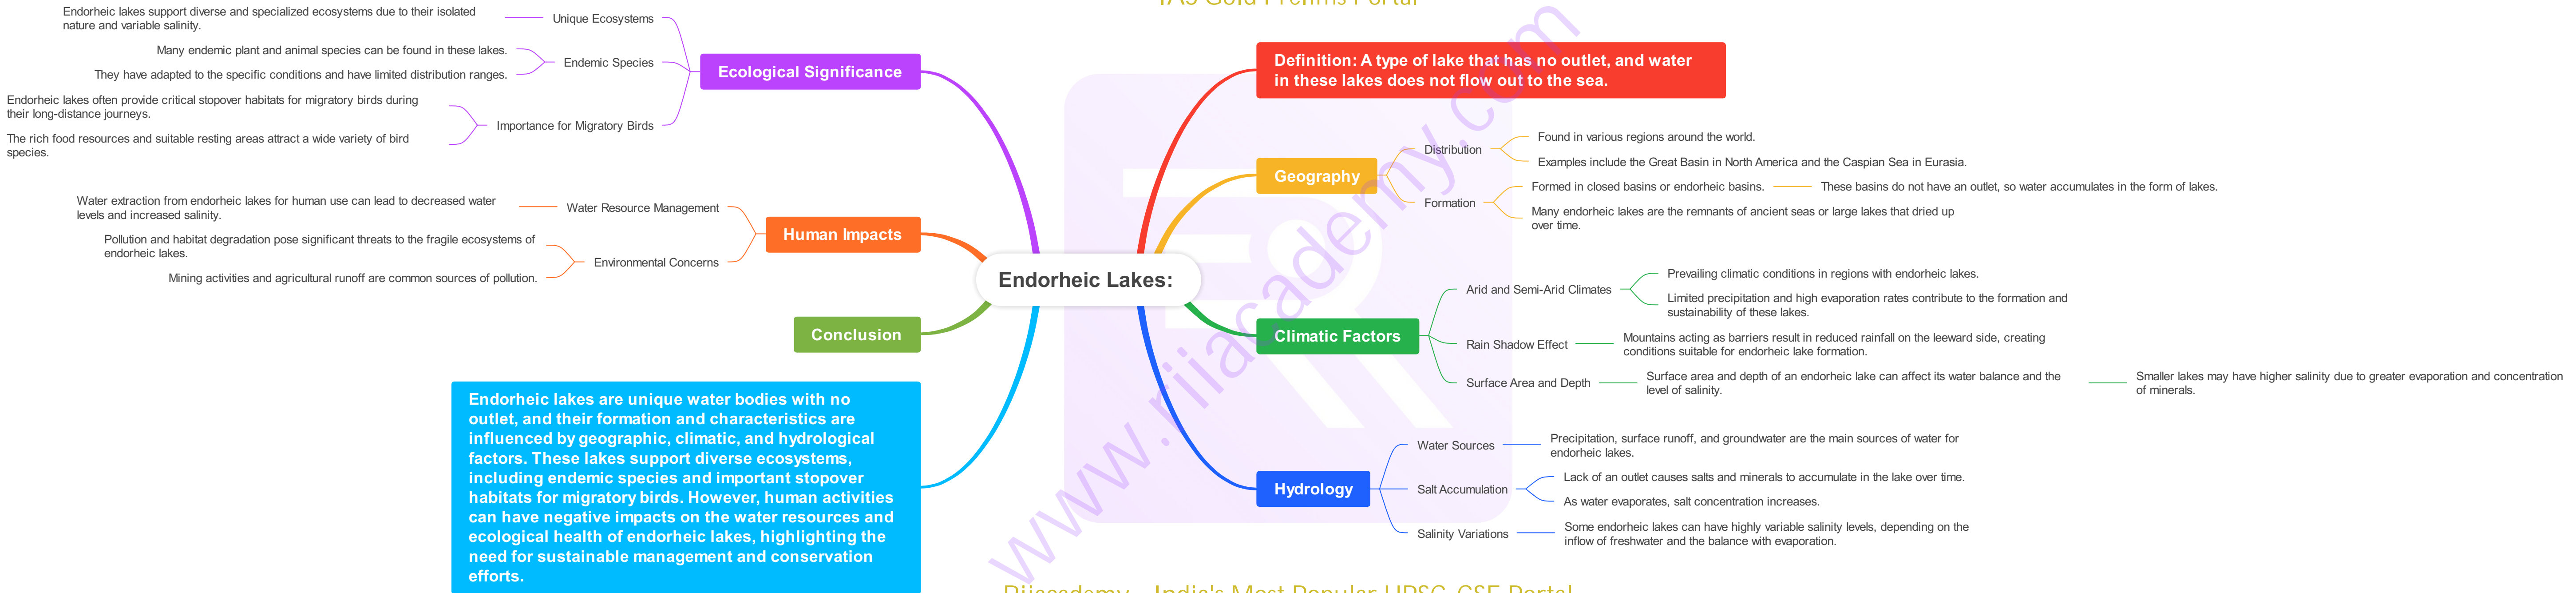 IAS Gold Prelims Portal
Endorheic Lakes:
Definition: A type of lake that has no outlet, and water
in these lakes does not flow out to the sea.
Geography
Distribution
Found in various regions around the world.
Examples include the Great Basin in North America and the Caspian Sea in Eurasia.
Formation
Formed in closed basins or endorheic basins.
These basins do not have an outlet, so water accumulates in the form of lakes.
Many endorheic lakes are the remnants of ancient seas or large lakes that dried up
over time.
Climatic Factors
Arid and Semi-Arid Climates
Prevailing climatic conditions in regions with endorheic lakes.
Limited precipitation and high evaporation rates contribute to the formation and
sustainability of these lakes.
Rain Shadow Effect
Mountains acting as barriers result in reduced rainfall on the leeward side, creating
conditions suitable for endorheic lake formation.
Surface Area and Depth
Surface area and depth of an endorheic lake can affect its water balance and the
level of salinity.
Smaller lakes may have higher salinity due to greater evaporation and concentration
of minerals.
Hydrology
Water Sources
Precipitation, surface runoff, and groundwater are the main sources of water for
endorheic lakes.
Salt Accumulation
Lack of an outlet causes salts and minerals to accumulate in the lake over time.
As water evaporates, salt concentration increases.
Salinity Variations
Some endorheic lakes can have highly variable salinity levels, depending on the
inflow of freshwater and the balance with evaporation.
Ecological Significance
Unique Ecosystems
Endorheic lakes support diverse and specialized ecosystems due to their isolated
nature and variable salinity.
Endemic Species
Many endemic plant and animal species can be found in these lakes.
They have adapted to the specific conditions and have limited distribution ranges.
Importance for Migratory Birds
Endorheic lakes often provide critical stopover habitats for migratory birds during
their long-distance journeys.
The rich food resources and suitable resting areas attract a wide variety of bird
species.
Human Impacts
Water Resource Management
Water extraction from endorheic lakes for human use can lead to decreased water
levels and increased salinity.
Environmental Concerns
Pollution and habitat degradation pose significant threats to the fragile ecosystems of
endorheic lakes.
Mining activities and agricultural runoff are common sources of pollution.
Conclusion
Endorheic lakes are unique water bodies with no
outlet, and their formation and characteristics are
influenced by geographic, climatic, and hydrological
factors. These lakes support diverse ecosystems,
including endemic species and important stopover
habitats for migratory birds. However, human activities
can have negative impacts on the water resources and
ecological health of endorheic lakes, highlighting the
need for sustainable management and conservation
efforts.
www.riiacademy.com
India's Most Popular UPSC-CSE Portal